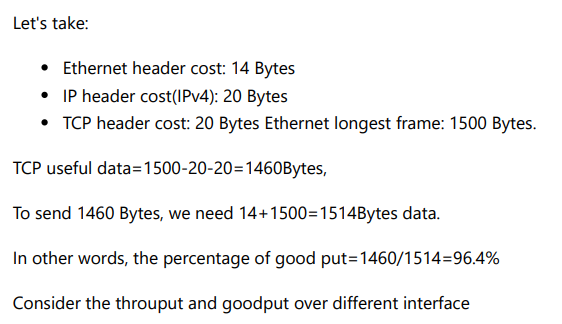 Let's take:
• Ethernet header cost: 14 Bytes
• IP header cost(IPv4): 20 Bytes
• TCP header cost: 20 Bytes Ethernet longest frame: 1500 Bytes.
TCP useful data=1500-20-20=1460Bytes,
To send 1460 Bytes, we need 14+1500=1514Bytes data.
In other words, the percentage of good put=1460/1514=96.4%
Consider the throuput and goodput over different interface